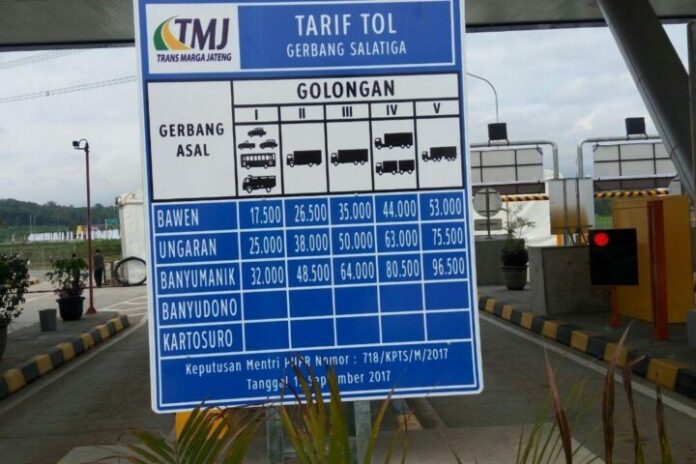 TMJ
TRANS MARGA JATENG
TARIF TOL
GERBANG SALATIGA
GERBANG ASAL
GOLONGAN
I II III IV V
BAWEN 17.500 26.500 35.000 44.000 53.000
UNGARAN 25.000 38.000 50.000 63.000 75.500
BANYUMANIK 32.000 48.500 64.000 80.500 96.500
BANYUDONO
KARTOSURO
Keputusan Mentri Nomor : 718/KPTS/M/2017
Tanggal September 2017